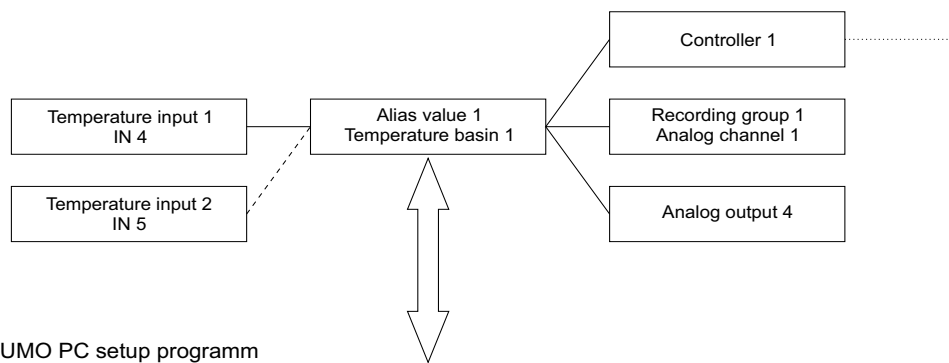 Controller 1
Temperature input 1
IN 4
Alias value 1
Temperature basin 1
Recording group 1
Analog channel 1
Temperature input 2
IN 5
Analog output 4
UMO PC setup programm